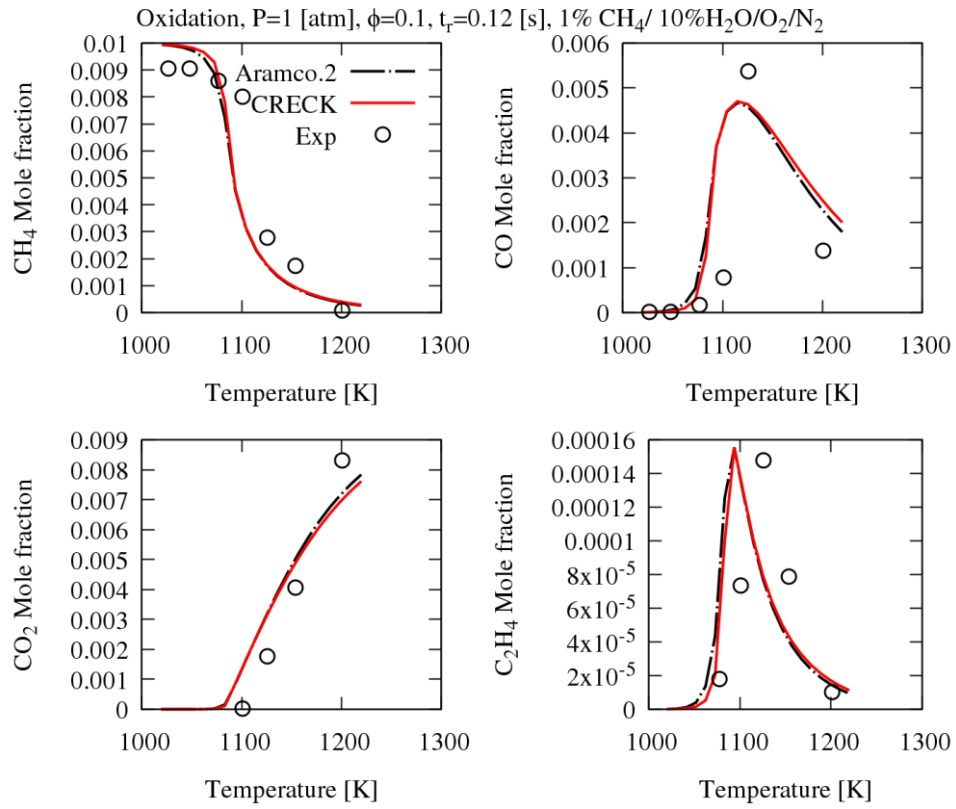 Oxidation, P=1 [atm], ϕ=0.1, tᵣ=0.12 [s], 1% CH₄/ 10%H₂O/O₂/N₂
CH₄ Mole fraction
0.01
0.009
0.008
0.007
0.006
0.005
0.004
0.003
0.002
0.001
0
1000 1100 1200 1300
Temperature [K]
Aramco.2
CRECK
Exp
CO Mole fraction
0.006
0.005
0.004
0.003
0.002
0.001
0
1000 1100 1200 1300
Temperature [K]
CO₂ Mole fraction
0.009
0.008
0.007
0.006
0.005
0.004
0.003
0.002
0.001
0
1000 1100 1200 1300
Temperature [K]
C₂H₄ Mole fraction
0.00016
0.00014
0.00012
0.0001
8x10⁻⁵
6x10⁻⁵
4x10⁻⁵
2x10⁻⁵
0
1000 1100 1200 1300
Temperature [K]